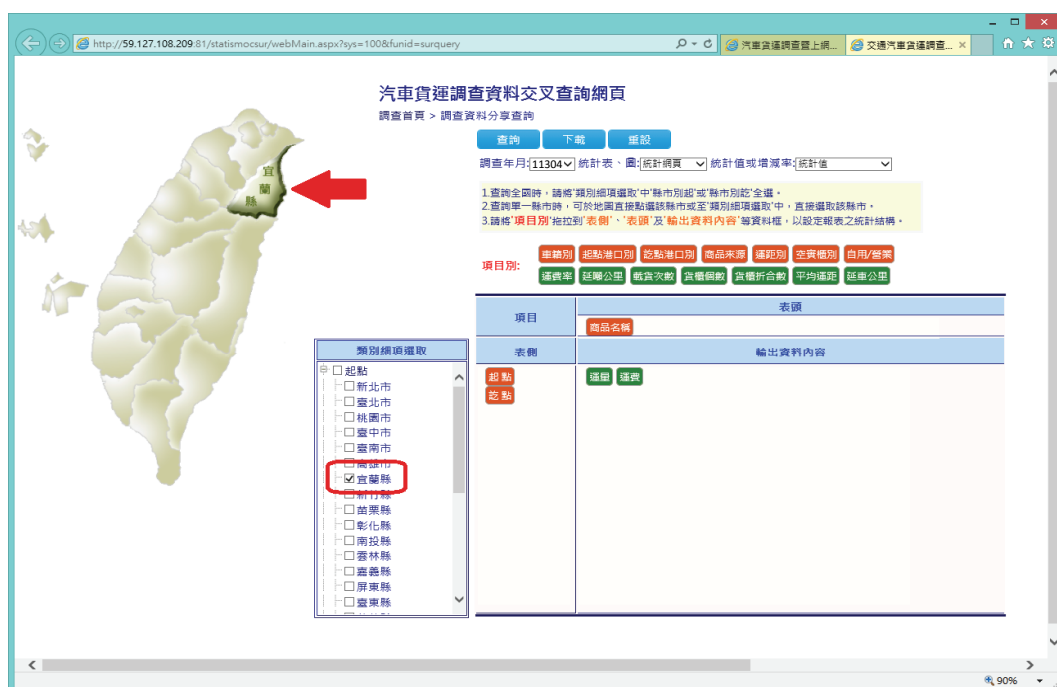 http://59.127.108.209:81/statismocsur/webMain.aspx?sys=100&funid=surquery
汽車貨運調查暨上網...
交通汽車貨運調查...
汽車貨運調查資料交叉查詢網頁
調查首頁 > 調查資料分享查詢
查詢 下載 重設
調查年月:11304 統計表、圖:統計網頁 統計值或增減率:統計值
1.查詢全國時，請將'類別細項選取'中'縣市別起'或'縣市別訖'全選。
2.查詢單一縣市時，可於地圖直接點選該縣市或至'類別細項選取'中，直接選取該縣市。
3.請將'項目別'拖拉到'表側'、'表頭'及'輸出資料內容'等資料框，以設定報表之統計結構。
宜蘭縣
項目別:
車輛別 起點港口別 訖點港口別 商品來源 運距別 空實櫃別 自用/營業
運費率 延噸公里 載貨次數 貨櫃個數 貨櫃折合數 平均運距 延車公里
項目 表頭
商品名稱
類別細項選取 表側 輸出資料內容
起點 起點 運量 運費
新北市 訖點
臺北市
桃園市
臺中市
臺南市
高雄市
宜蘭縣
新竹縣
苗栗縣
彰化縣
南投縣
雲林縣
嘉義縣
屏東縣
臺東縣
90%